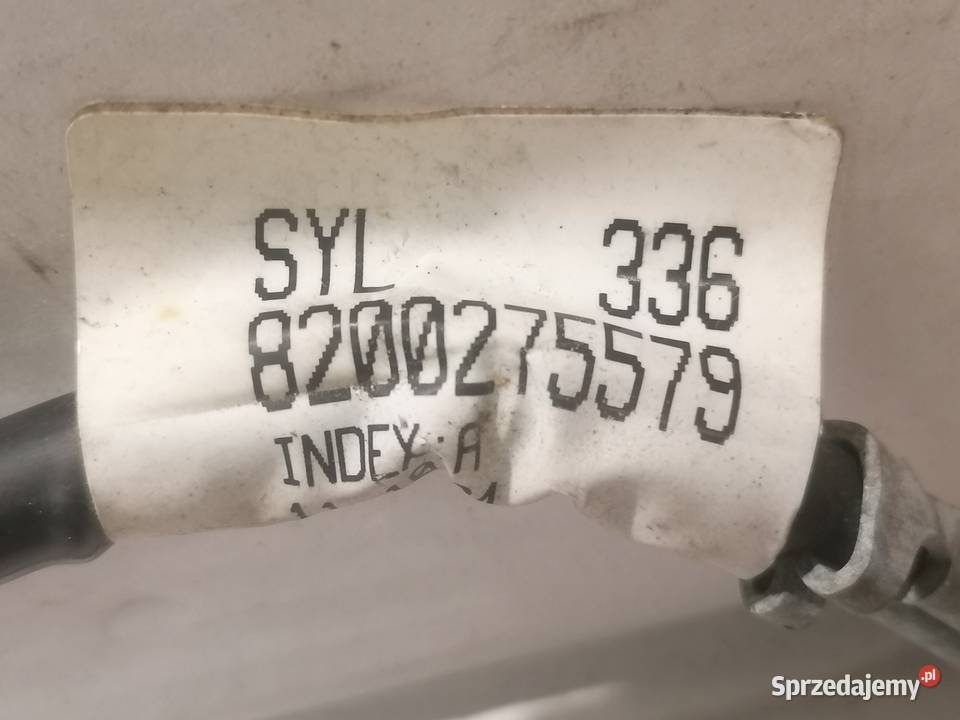 SYL 336
8200275579
INDEX:A
Sprzedajemy.pl